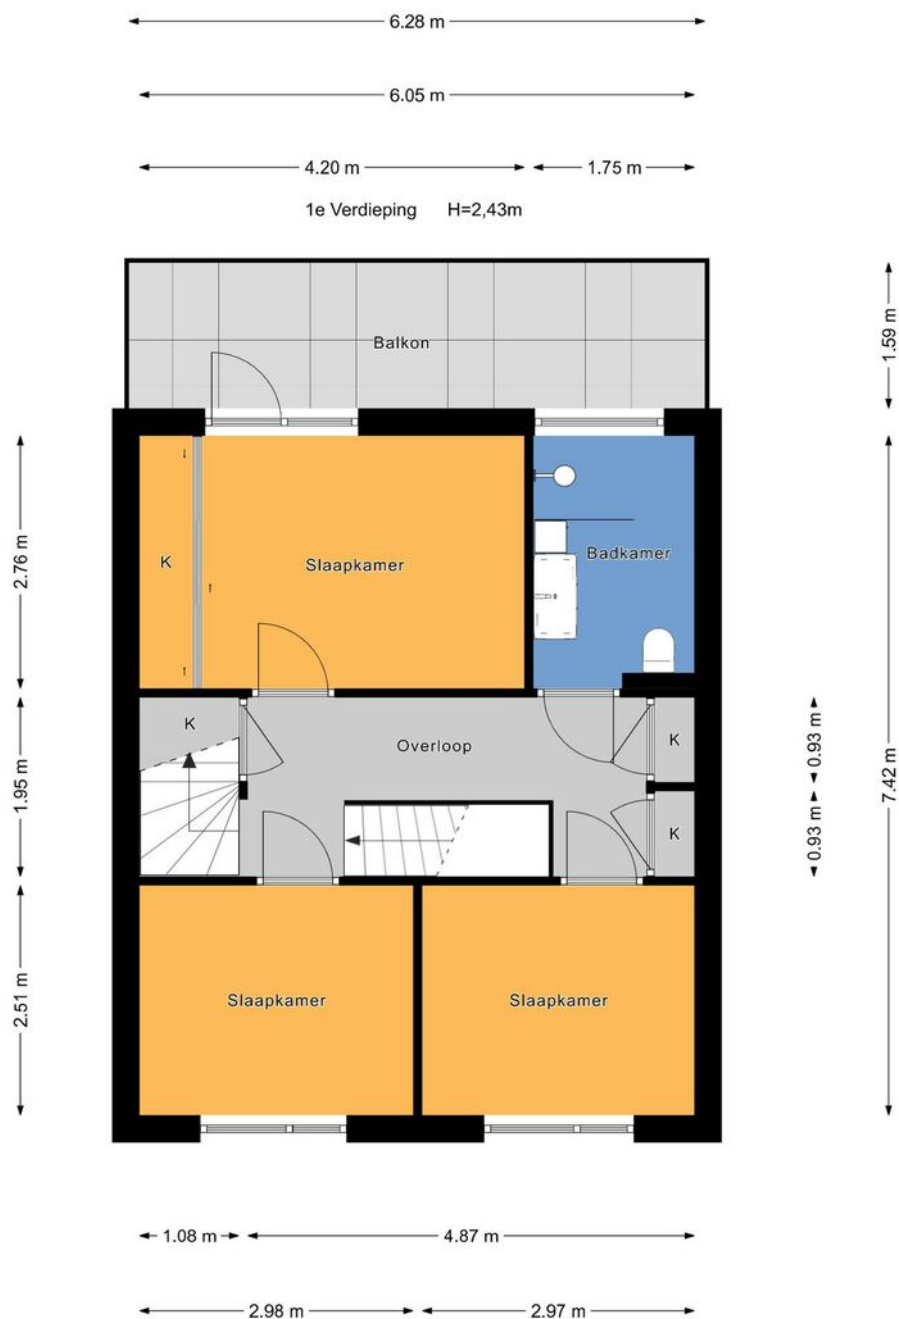 6.28 m
6.05 m
4.20 m
1.75 m
1e Verdieping H=2,43m
1.59 m
Balkon
2.76 m
K
Slaapkamer
Badkamer
7.42 m
1.95 m
K
Overloop
K
0.93 m
K
0.93 m
2.51 m
Slaapkamer
Slaapkamer
1.08 m
4.87 m
2.98 m
2.97 m